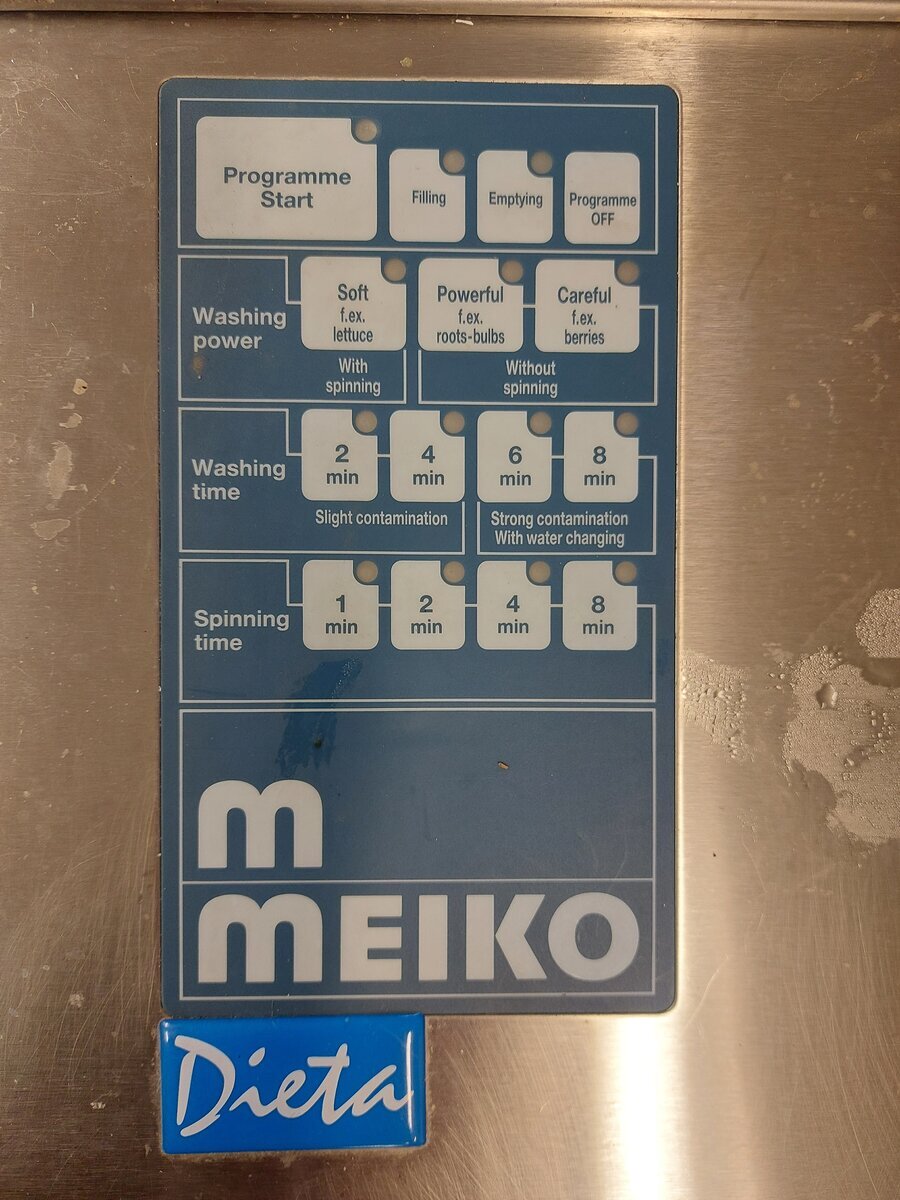 Programme
Start
Filling
Emptying
Programme
OFF
Washing
power
Soft
f.ex.
lettuce
Powerful
f.ex.
roots-bulbs
Careful
f.ex.
berries
With
spinning
Without
spinning
Washing
time
2
min
4
min
6
min
8
min
Slight contamination
Strong contamination
With water changing
Spinning
time
1
min
2
min
4
min
8
min
m
mEIKO
Dieta